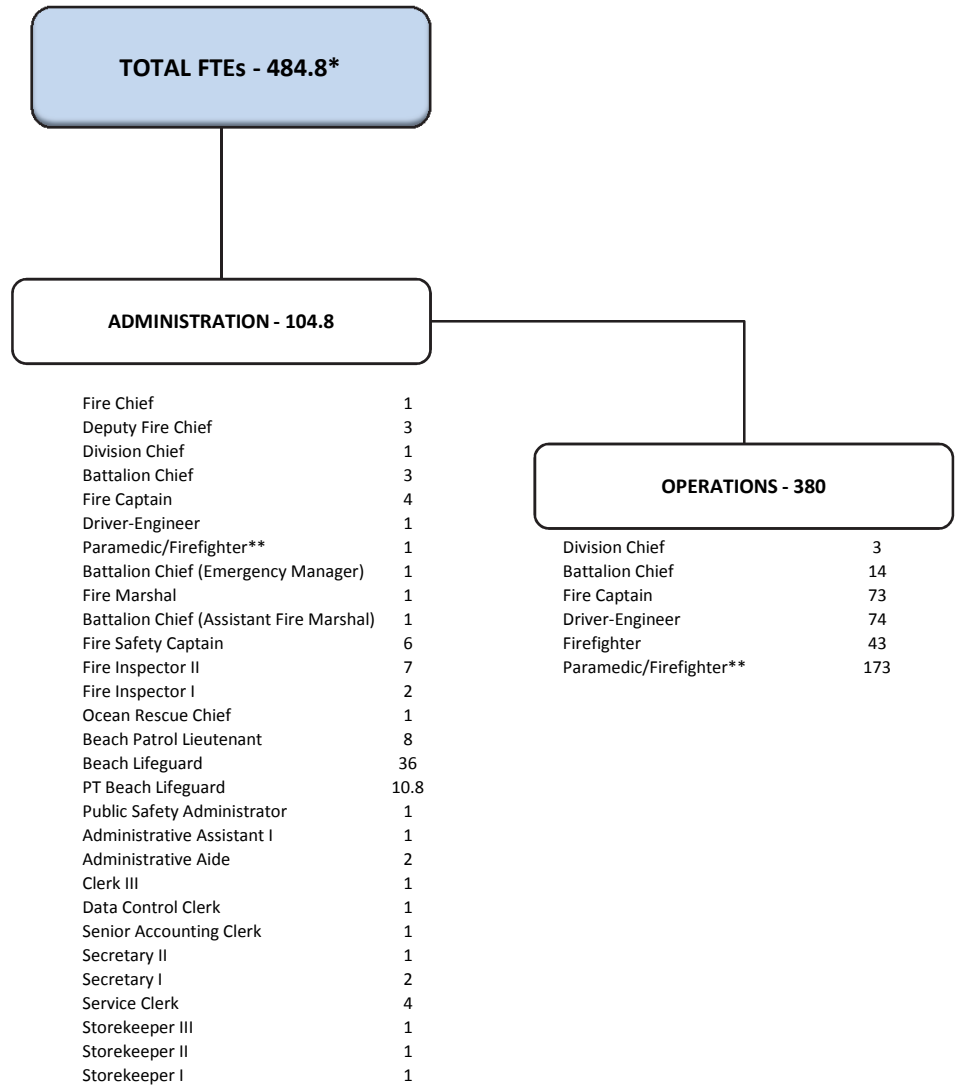 TOTAL FTEs - 484.8*
ADMINISTRATION - 104.8
Fire Chief 1
Deputy Fire Chief 3
Division Chief 1
Battalion Chief 3
Fire Captain 4
Driver-Engineer 1
Paramedic/Firefighter** 1
Battalion Chief (Emergency Manager) 1
Fire Marshal 1
Battalion Chief (Assistant Fire Marshal) 1
Fire Safety Captain 6
Fire Inspector II 7
Fire Inspector I 2
Ocean Rescue Chief 1
Beach Patrol Lieutenant 8
Beach Lifeguard 36
PT Beach Lifeguard 10.8
Public Safety Administrator 1
Administrative Assistant I 1
Administrative Aide 2
Clerk III 1
Data Control Clerk 1
Senior Accounting Clerk 1
Secretary II 1
Secretary I 2
Service Clerk 4
Storekeeper III 1
Storekeeper II 1
Storekeeper I 1
OPERATIONS - 380
Division Chief 3
Battalion Chief 14
Fire Captain 73
Driver-Engineer 74
Firefighter 43
Paramedic/Firefighter** 173